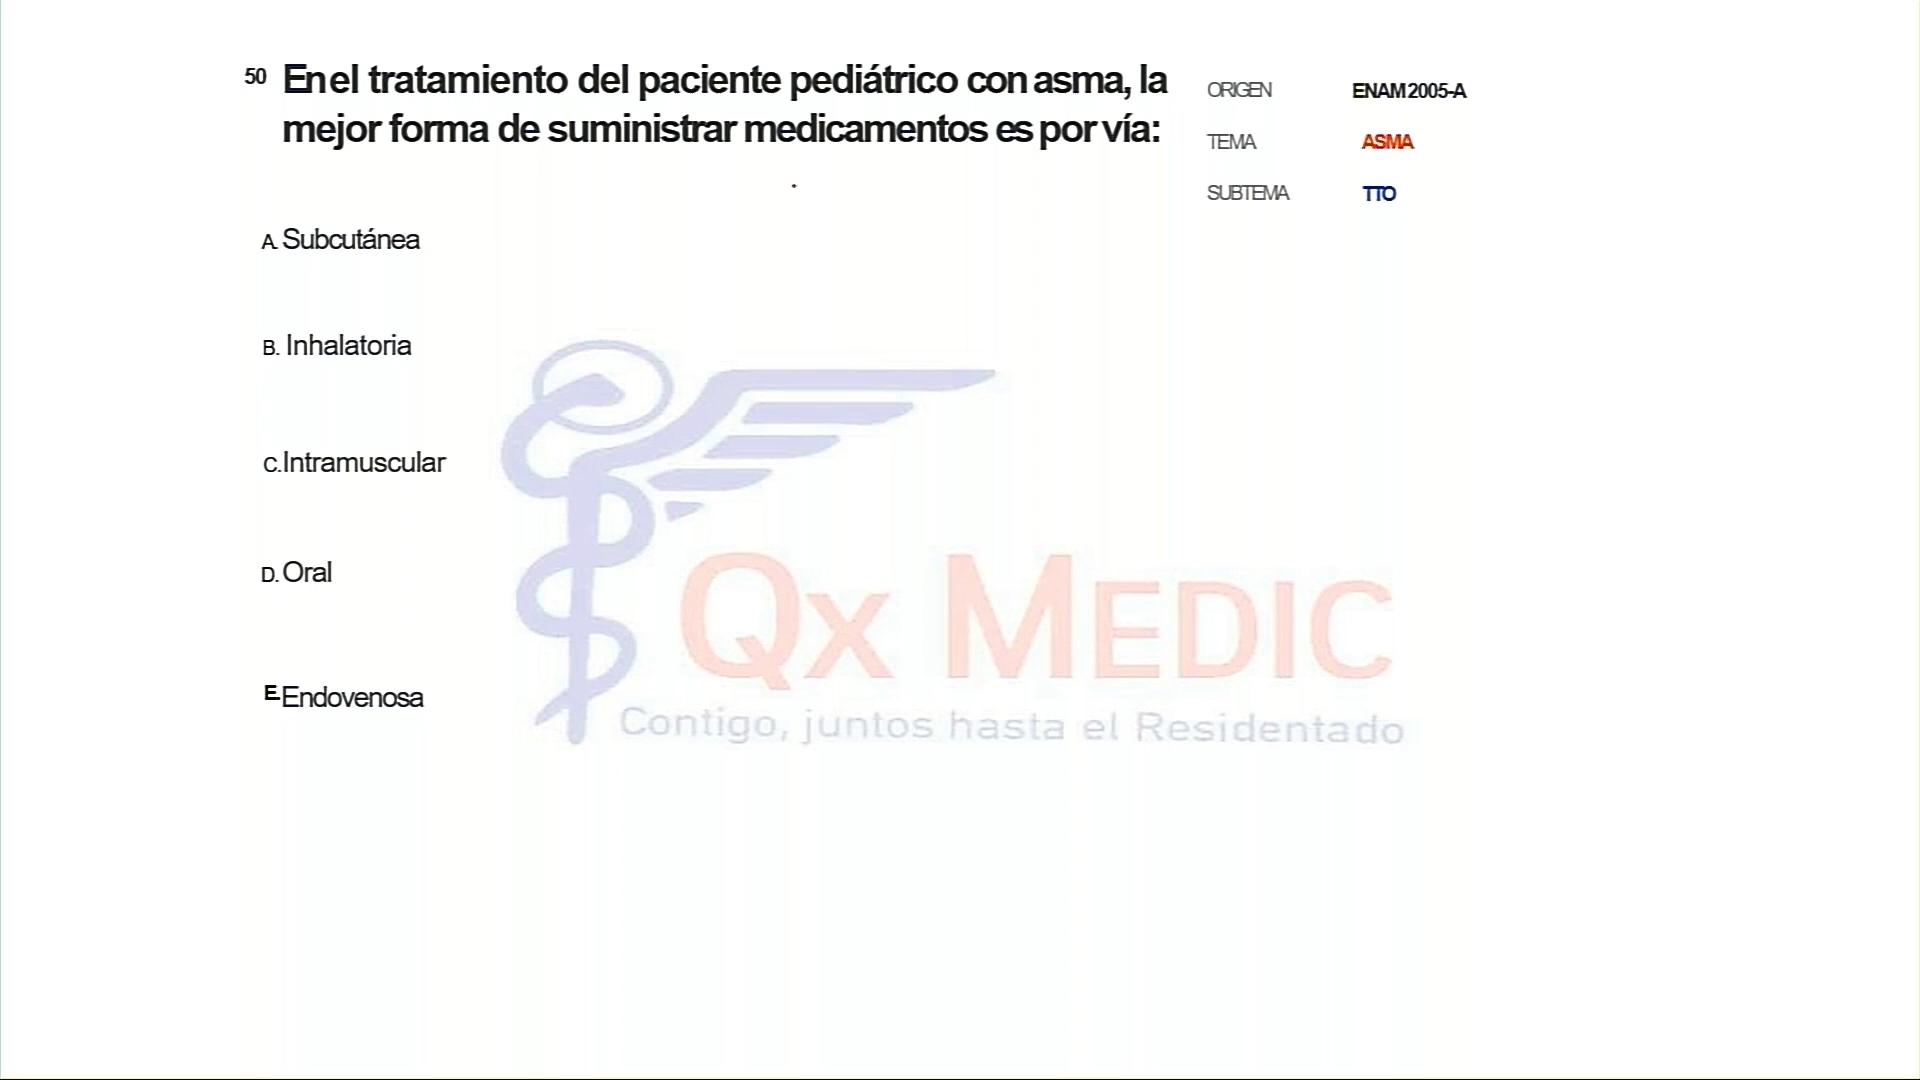 50 En el tratamiento del paciente pediátrico con asma, la
mejor forma de suministrar medicamentos es por vía:
ORIGEN ENAM 2005-A
TEMA ASMA
SUBTEMA TTO
A. Subcutánea
B. Inhalatoria
C. Intramuscular
D. Oral
E. Endovenosa
Qx MEDIC
Contigo, juntos hasta el Residentado